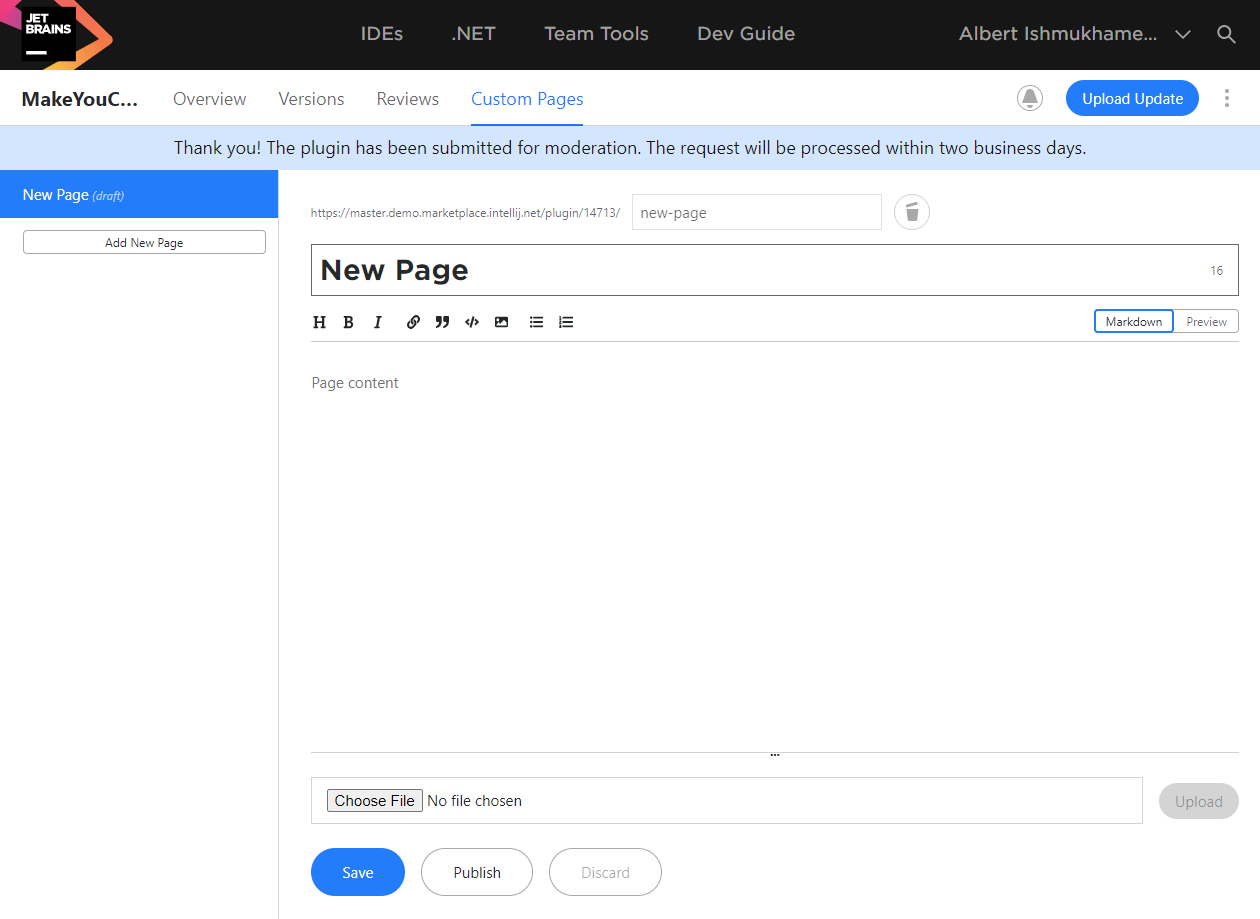 JET
BRAINS
IDEs .NET Team Tools Dev Guide Albert Ishmukhame...
MakeYouC... Overview Versions Reviews Custom Pages Upload Update
Thank you! The plugin has been submitted for moderation. The request will be processed within two business days.
New Page (draft)
Add New Page
https://master.demo.marketplace.intellij.net/plugin/14713/ new-page
New Page 16
H B I Markdown Preview
Page content
Choose File No file chosen Upload
Save Publish Discard